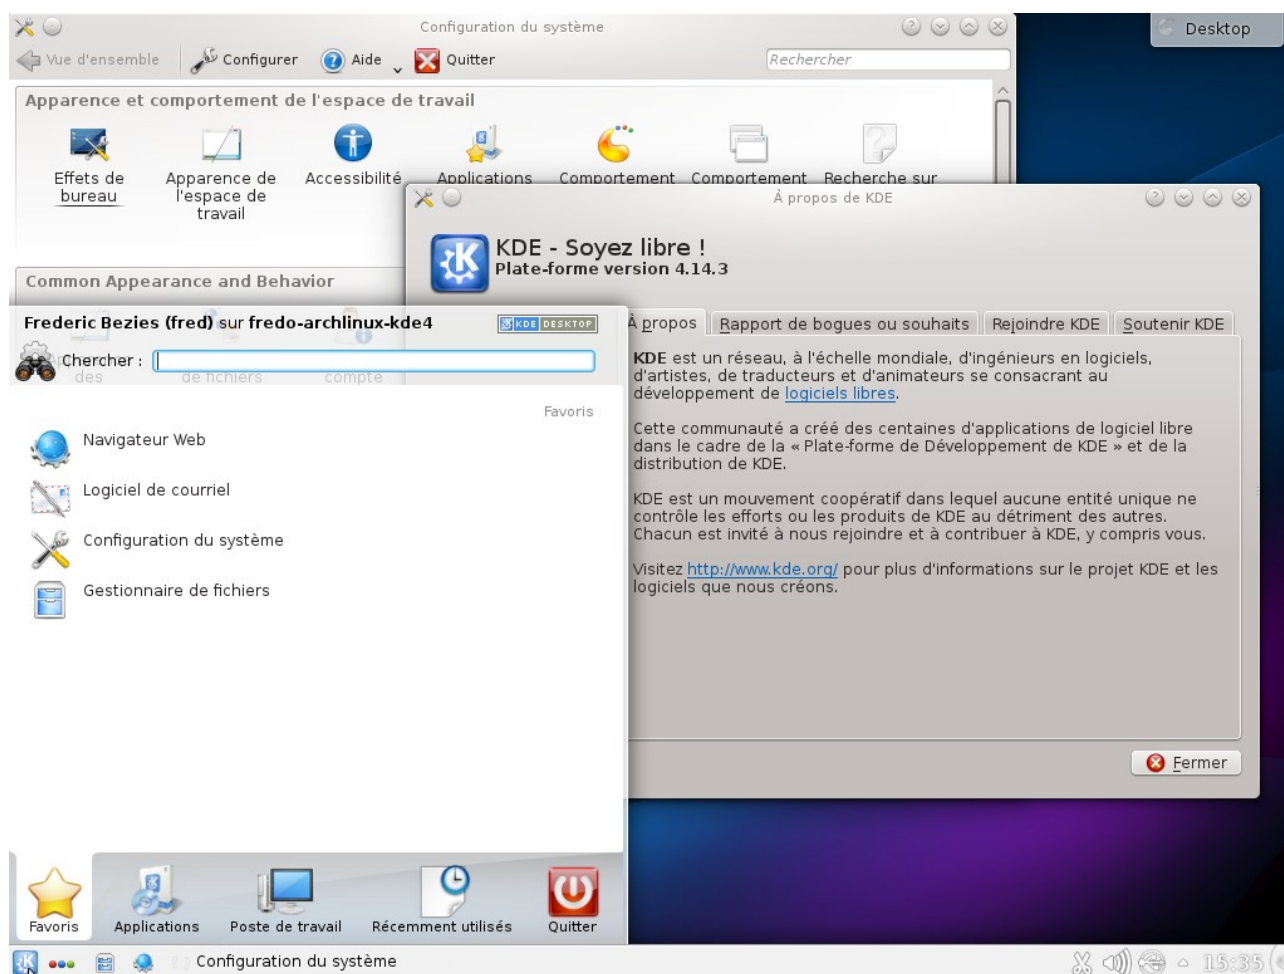 Configuration du système
Desktop
Vue d'ensemble
Configurer
Aide
Quitter
Rechercher
Apparence et comportement de l'espace de travail
Effets de
bureau
Apparence de
l'espace de
travail
Accessibilité
Applications
Comportement
Comportement
Recherche sur
Common Appearance and Behavior
des
de fichiers
compte
À propos de KDE
KDE - Soyez libre !
Plate-forme version 4.14.3
À propos
Rapport de bogues ou souhaits
Rejoindre KDE
Soutenir KDE
KDE est un réseau, à l'échelle mondiale, d'ingénieurs en logiciels,
d'artistes, de traducteurs et d'animateurs se consacrant au
développement de logiciels libres.
Cette communauté a créé des centaines d'applications de logiciel libre
dans le cadre de la « Plate-forme de Développement de KDE » et de la
distribution de KDE.
KDE est un mouvement coopératif dans lequel aucune entité unique ne
contrôle les efforts ou les produits de KDE au détriment des autres.
Chacun est invité à nous rejoindre et à contribuer à KDE, y compris vous.
Visitez http://www.kde.org/ pour plus d'informations sur le projet KDE et les
logiciels que nous créons.
Fermer
Frederic Bezies (fred) sur fredo-archlinux-kde4
KDE DESKTOP
Chercher :
Favoris
Navigateur Web
Logiciel de courriel
Configuration du système
Gestionnaire de fichiers
Favoris
Applications
Poste de travail
Récemment utilisés
Quitter
Configuration du système
15:35